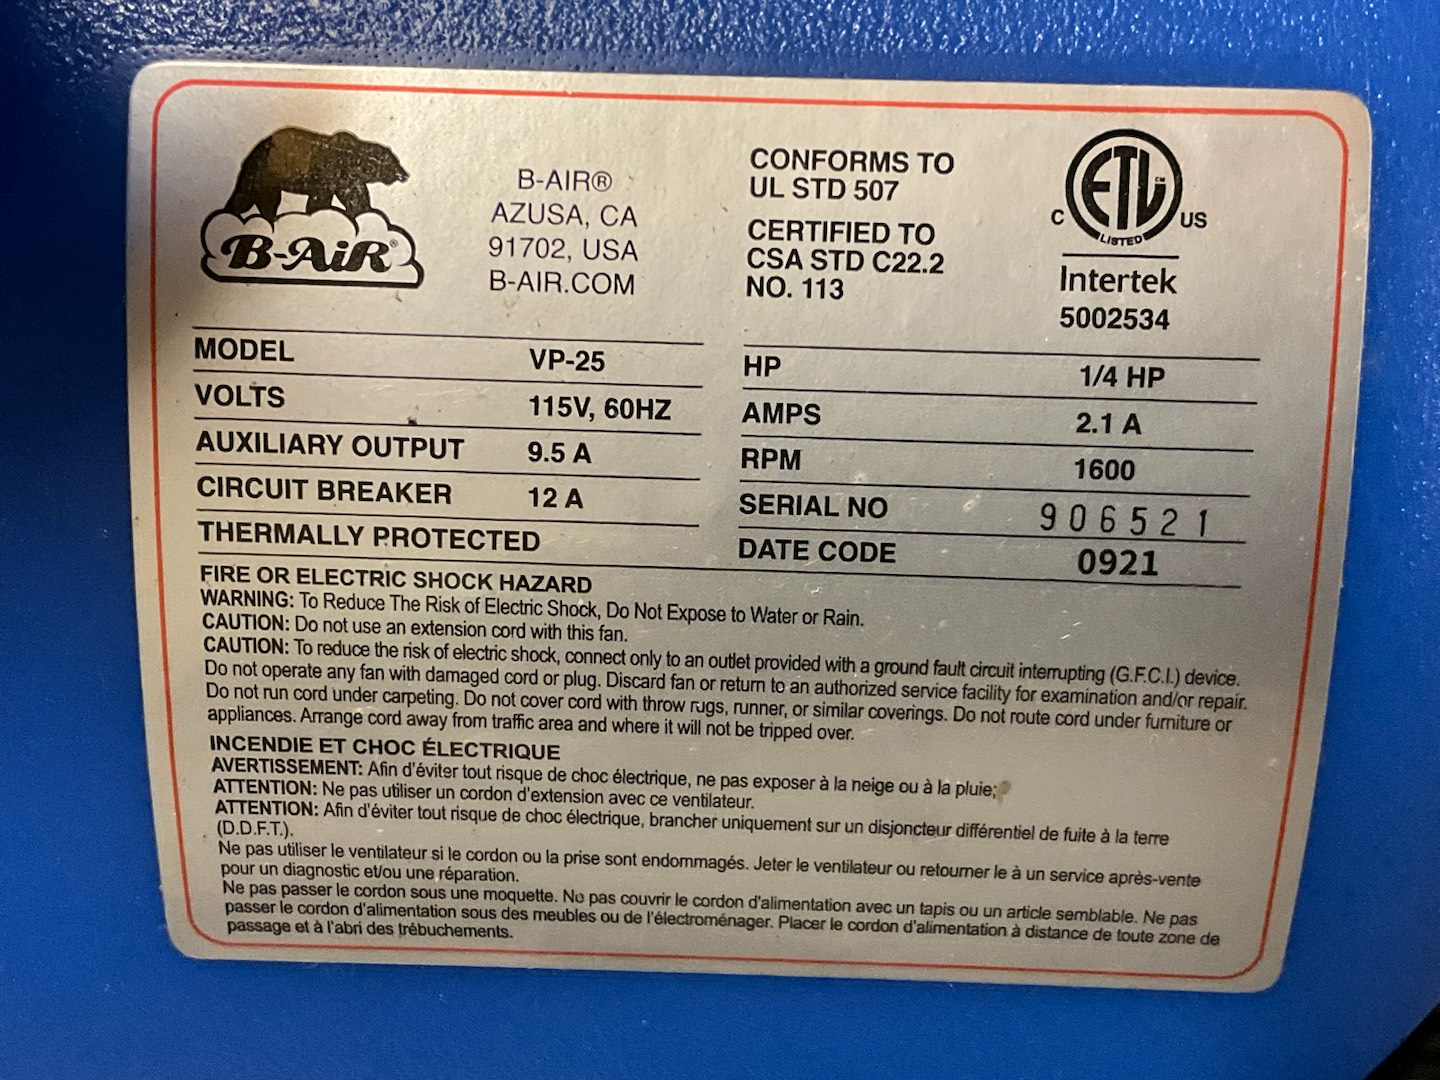 B-AiR®
B-AIR®
AZUSA, CA
91702, USA
B-AIR.COM
CONFORMS TO
UL STD 507
CERTIFIED TO
CSA STD C22.2
NO. 113
C ETL US
LISTED
Intertek
5002534
MODEL VP-25
VOLTS 115V, 60HZ
AUXILIARY OUTPUT 9.5 A
CIRCUIT BREAKER 12 A
THERMALLY PROTECTED
HP 1/4 HP
AMPS 2.1 A
RPM 1600
SERIAL NO 906521
DATE CODE 0921
FIRE OR ELECTRIC SHOCK HAZARD
WARNING: To Reduce The Risk of Electric Shock, Do Not Expose to Water or Rain.
CAUTION: Do not use an extension cord with this fan.
CAUTION: To reduce the risk of electric shock, connect only to an outlet provided with a ground fault circuit interrupting (G.F.C.I.) device.
Do not operate any fan with damaged cord or plug. Discard fan or return to an authorized service facility for examination and/or repair.
Do not run cord under carpeting. Do not cover cord with throw rugs, runner, or similar coverings. Do not route cord under furniture or
appliances. Arrange cord away from traffic area and where it will not be tripped over.
INCENDIE ET CHOC ÉLECTRIQUE
AVERTISSEMENT: Afin d'éviter tout risque de choc électrique, ne pas exposer à la neige ou à la pluie;
ATTENTION: Ne pas utiliser un cordon d'extension avec ce ventilateur.
ATTENTION: Afin d'éviter tout risque de choc électrique, brancher uniquement sur un disjoncteur différentiel de fuite à la terre
(D.D.F.T.).
Ne pas utiliser le ventilateur si le cordon ou la prise sont endommagés. Jeter le ventilateur ou retourner le à un service après-vente
pour un diagnostic et/ou une réparation.
Ne pas passer le cordon sous une moquette. No pas couvrir le cordon d'alimentation avec un tapis ou un article semblable. Ne pas
passer le cordon d'alimentation sous des meubles ou de l'électroménager. Placer le cordon d'alimentation à distance de toute zone de
passage et à l'abri des trébuchements.